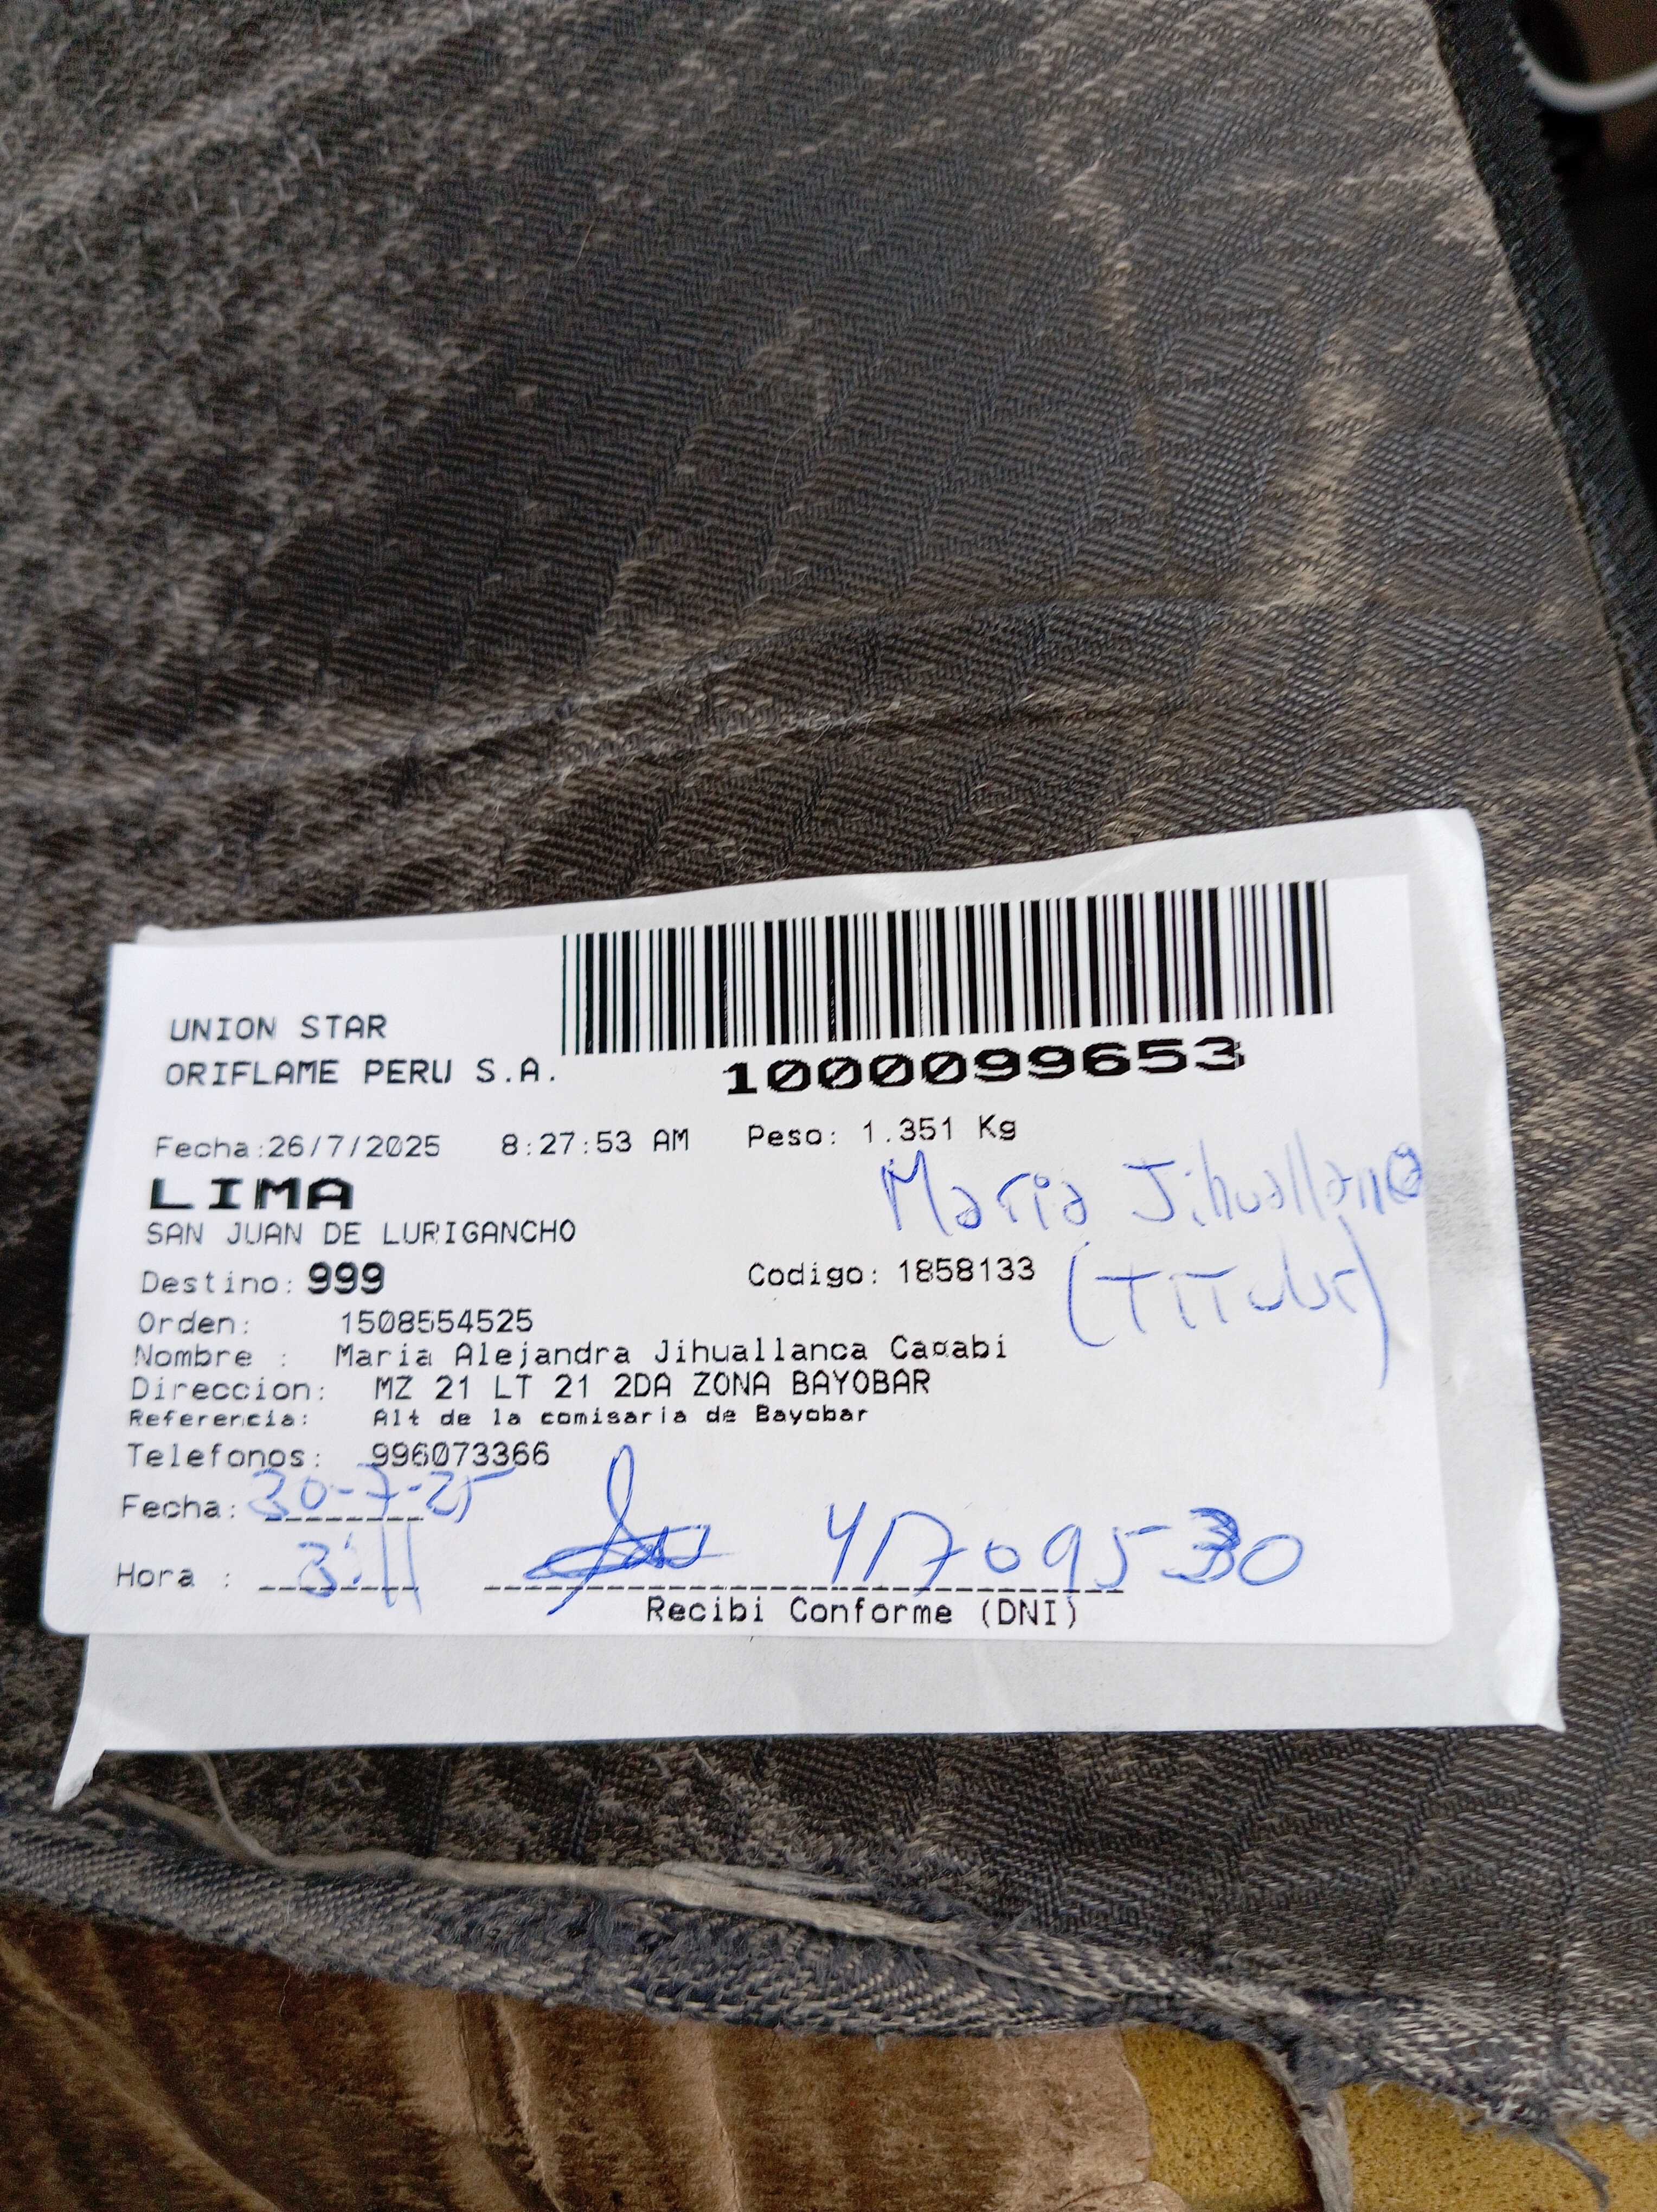 1000099653
UNION STAR
ORIFLAME PERU S.A.
Fecha:26/7/2025 8:27:53 AM Peso: 1.351 Kg
LIMA
SAN JUAN DE LURIGANCHO
Maria Jihuallanca
(TITular)
Destino: 999 Codigo: 1858133
Orden: 1508554525
Nombre : Maria Alejandra Jihuallanca
Direccion: MZ 21 LT 21 2DA ZONA BAYOBAR
Referencia: Alt de la comisaria de Bayobar
Telefonos: 996073366
Fecha: 30-7-25
Hora : 3:11 41709530
Recibi Conforme (DNI)